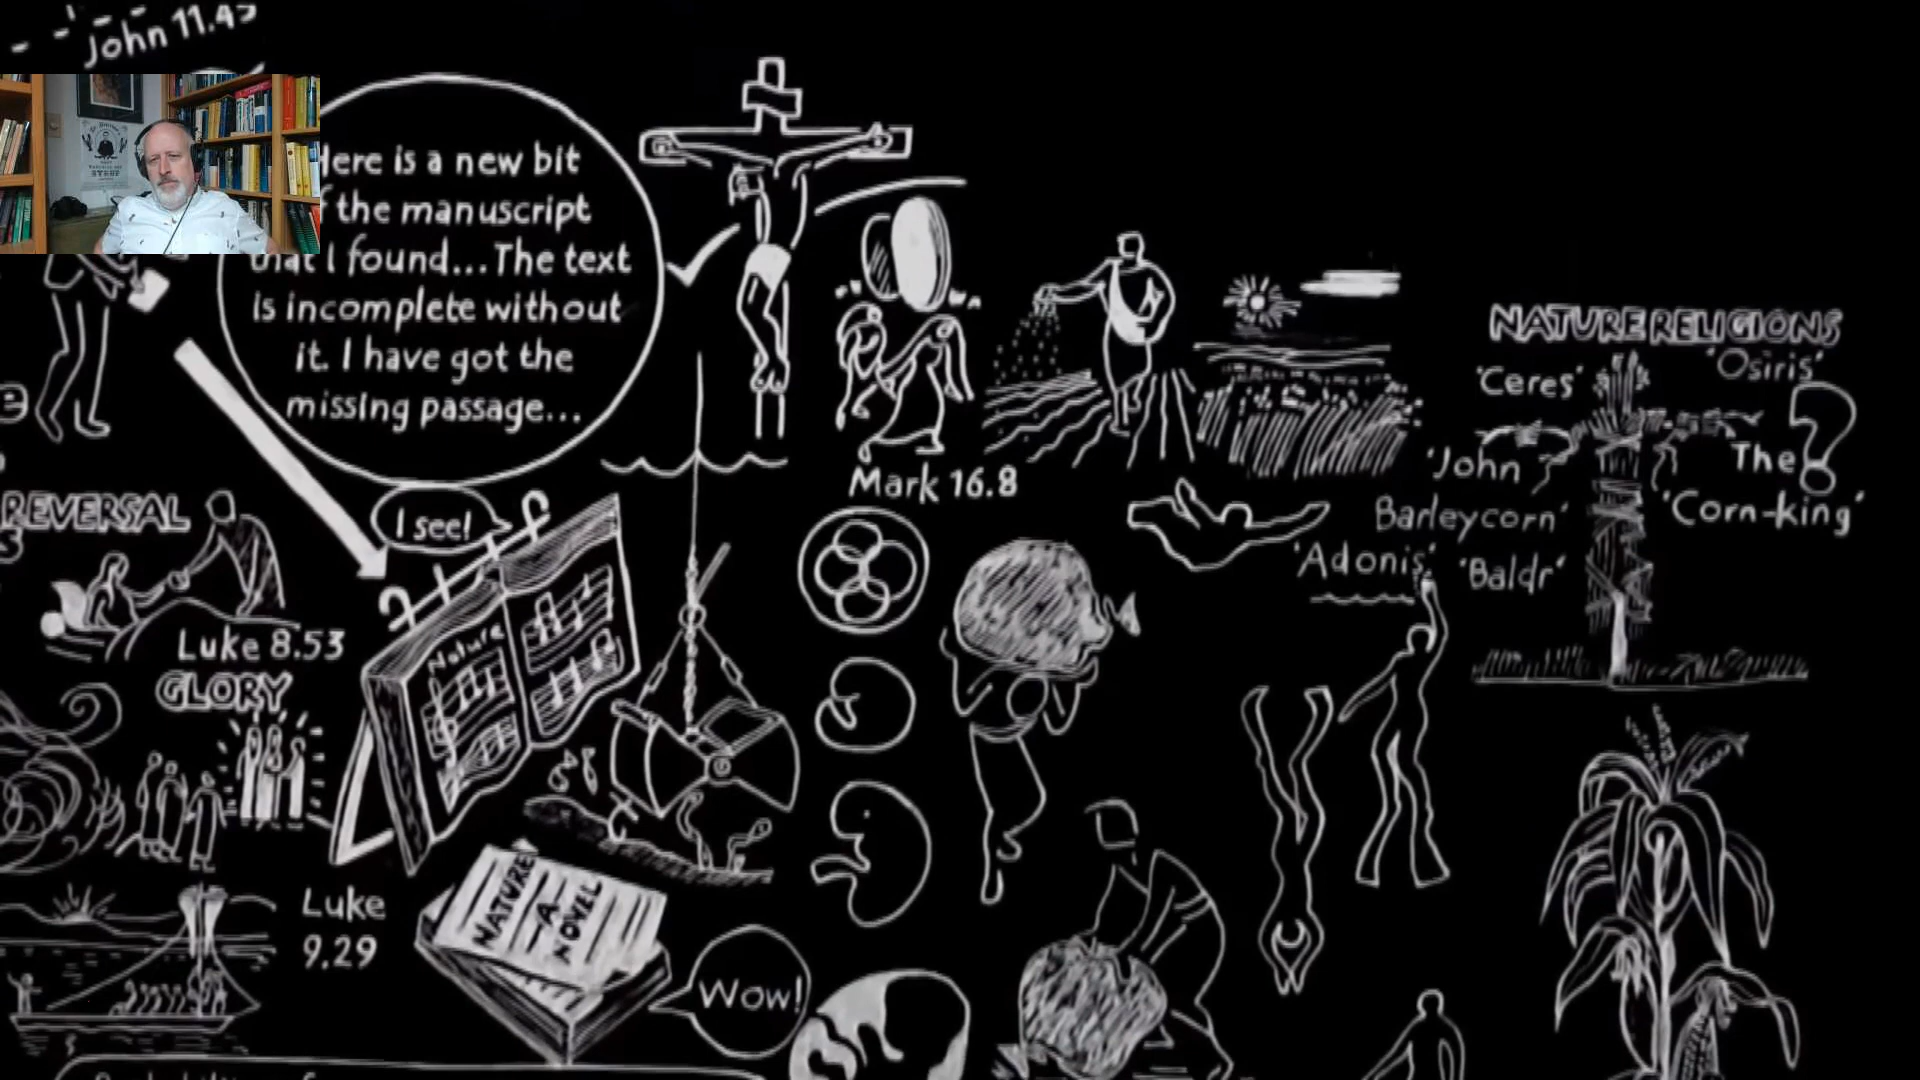 John 11.43
Here is a new bit
the manuscript
that I found...The text
is incomplete without
it. I have got the
missing passage...
Mark 16.8
NATURE RELIGIONS
'Ceres'
'Osiris'
?
'John
Barleycorn'
The
'Corn-king'
'Adonis'
'Baldr'
REVERSAL
I see!
Luke 8.53
GLORY
Nature
NATURE
A
NOVEL
Luke
9.29
Wow!